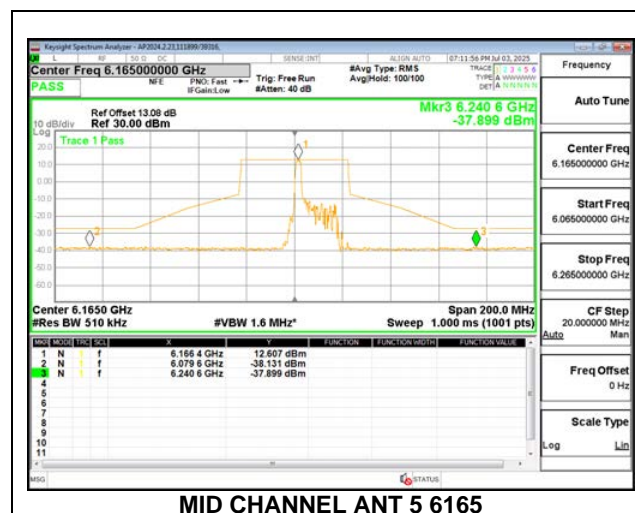 Keysight Spectrum Analyzer - AP2024.2.23,111899/39316,
L RF 50 Ω DC SENSE:INT ALIGN AUTO 07:11:56 PM Jul 03, 2025
Center Freq 6.165000000 GHz
PASS
NFE
PNO: Fast
IFGain:Low
Trig: Free Run
#Atten: 40 dB
#Avg Type: RMS
Avg|Hold: 100/100
TRACE 1 2 3 4 5 6
TYPE A WWWWW
DET A N N N N N
Ref Offset 13.08 dB
10 dB/div Ref 30.00 dBm
Log
Mkr3 6.240 6 GHz
-37.899 dBm
Trace 1 Pass
20.0
10.0
0.00
-10.0
-20.0
-30.0
-40.0
-50.0
-60.0
1
2
3
Center 6.1650 GHz Span 200.0 MHz
#Res BW 510 kHz #VBW 1.6 MHz* Sweep 1.000 ms (1001 pts)
MKR MODE TRC SCL X Y FUNCTION FUNCTION WIDTH FUNCTION VALUE
1 N 1 f 6.166 4 GHz 12.607 dBm
2 N 1 f 6.079 6 GHz -38.131 dBm
3 N 1 f 6.240 6 GHz -37.899 dBm
4
5
6
7
8
9
10
11
MSG STATUS
Frequency
Auto Tune
Center Freq
6.165000000 GHz
Start Freq
6.065000000 GHz
Stop Freq
6.265000000 GHz
CF Step
20.000000 MHz
Auto Man
Freq Offset
0 Hz
Scale Type
Log Lin
MID CHANNEL ANT 5 6165